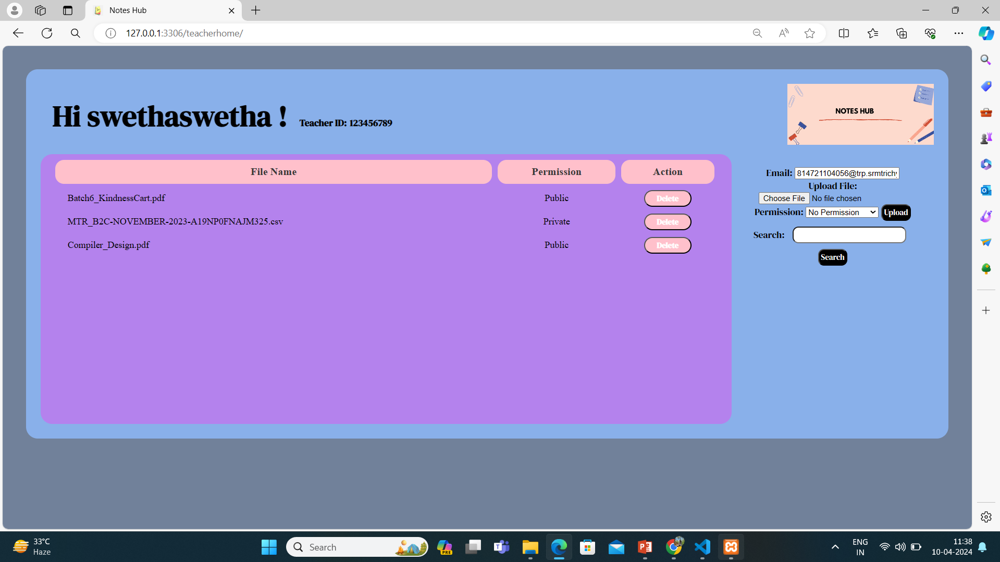 Notes Hub
127.0.0.1:3306/teacherhome/
Hi swethaswetha !
Teacher ID: 123456789
NOTES HUB
File Name Permission Action
Batch6_KindnessCart.pdf Public Delete
MTR_B2C-NOVEMBER-2023-A19NP0FNAJM325.csv Private Delete
Compiler_Design.pdf Public Delete
Email: 814721104056@trp.srmtrichy
Upload File:
Choose File No file chosen
Permission: No Permission Upload
Search:
Search
33°C
Haze
Search
PRE
ENG
IN
11:38
10-04-2024